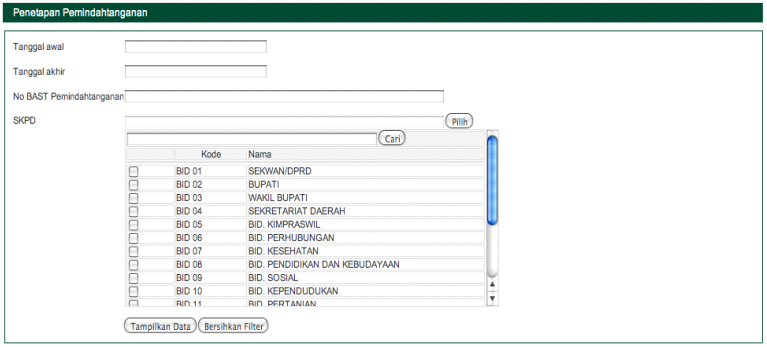 Penetapan Pemindahtanganan
Tanggal awal
Tanggal akhir
No BAST Pemindahtanganan
SKPD Pilih
Cari
Kode Nama
BID 01 SEKWAN/DPRD
BID 02 BUPATI
BID 03 WAKIL BUPATI
BID 04 SEKRETARIAT DAERAH
BID 05 BID. KIMPRASWIL
BID 06 BID. PERHUBUNGAN
BID 07 BID. KESEHATAN
BID 08 BID. PENDIDIKAN DAN KEBUDAYAAN
BID 09 BID. SOSIAL
BID 10 BID. KEPENDUDUKAN
BID 11 BID. PERTANIAN
Tampilkan Data Bersihkan Filter